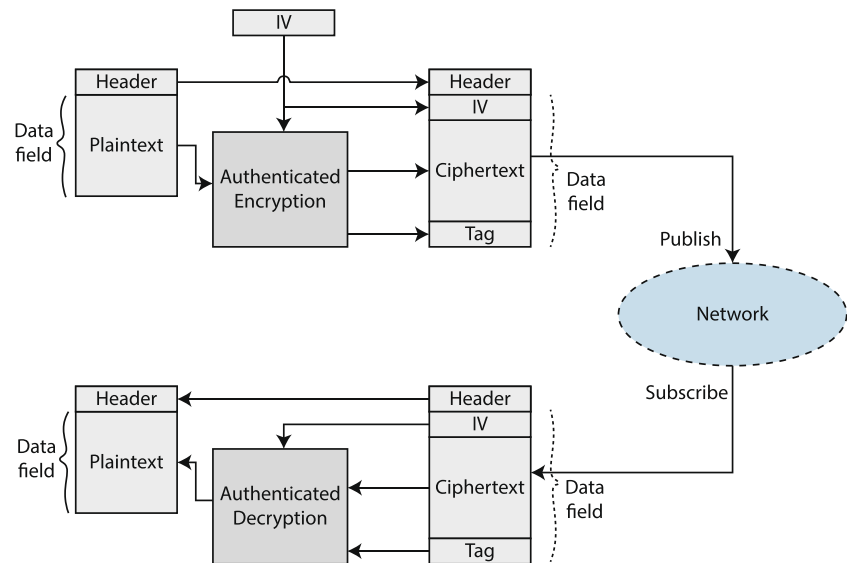 IV
Header
Header
IV
Data
field
Plaintext
Authenticated
Encryption
Ciphertext
Data
field
Tag
Publish
Network
Subscribe
Header
Header
IV
Data
field
Plaintext
Authenticated
Decryption
Ciphertext
Data
field
Tag